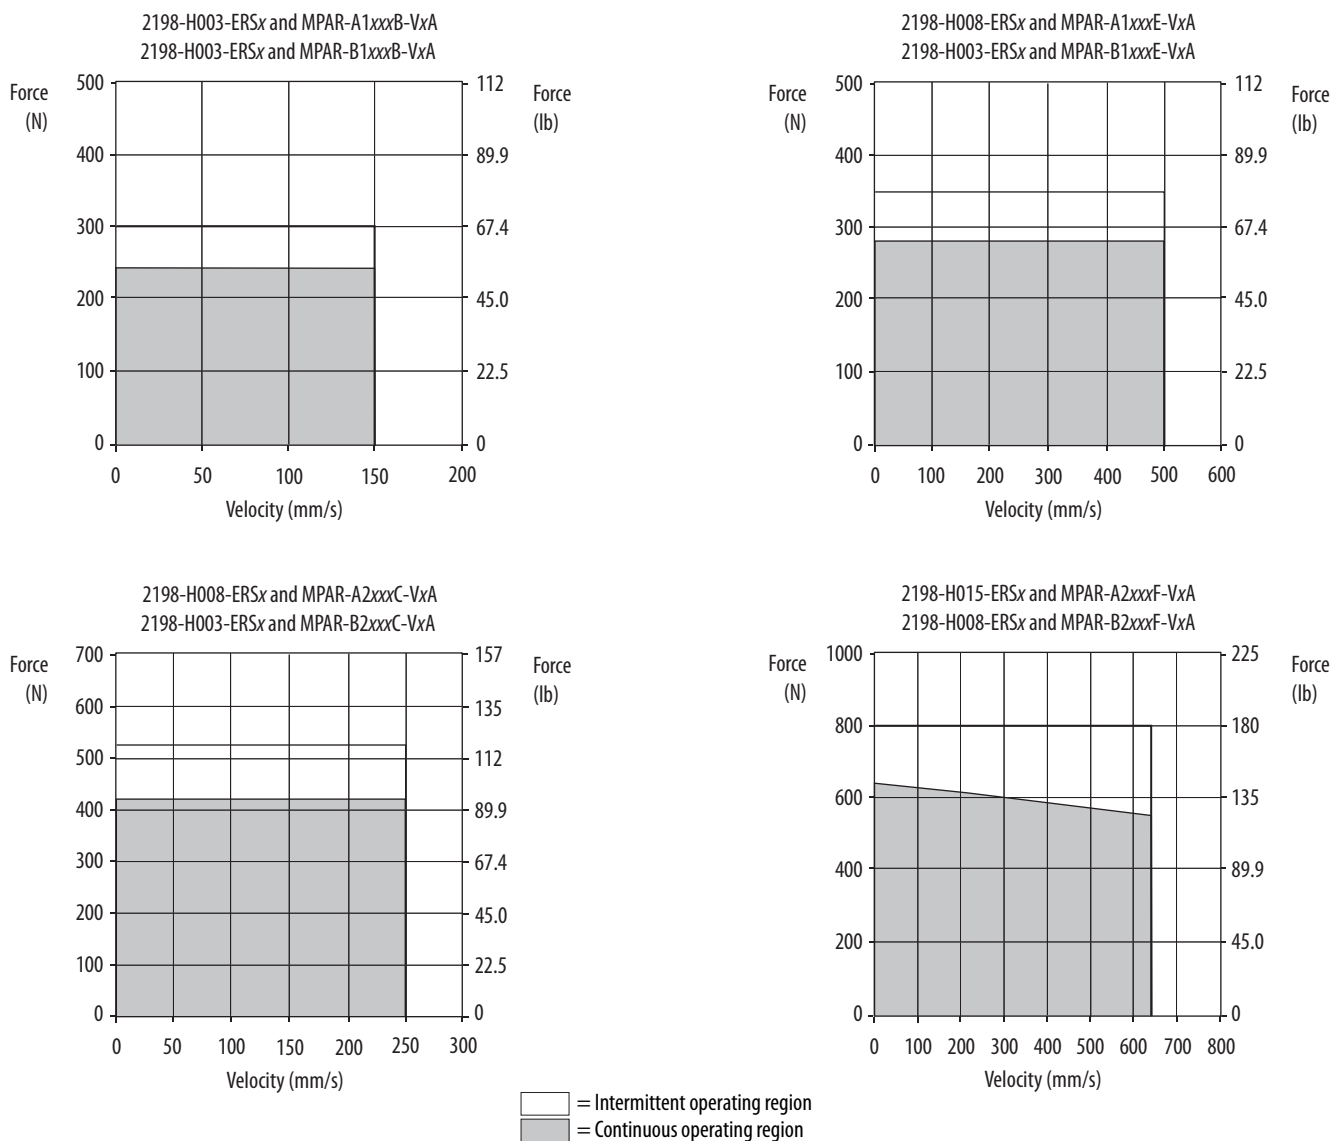 2198-H003-ERSx and MPAR-A1xxxB-VxA
2198-H003-ERSx and MPAR-B1xxxB-VxA
Force
(N)
500
400
300
200
100
0
112
89.9
67.4
45.0
22.5
0
Force
(lb)
0 50 100 150 200
Velocity (mm/s)
2198-H008-ERSx and MPAR-A1xxxE-VxA
2198-H003-ERSx and MPAR-B1xxxE-VxA
Force
(N)
500
400
300
200
100
0
112
89.9
67.4
45.0
22.5
0
Force
(lb)
0 100 200 300 400 500 600
Velocity (mm/s)
2198-H008-ERSx and MPAR-A2xxxC-VxA
2198-H003-ERSx and MPAR-B2xxxC-VxA
Force
(N)
700
600
500
400
300
200
100
0
157
135
112
89.9
67.4
45.0
22.5
0
Force
(lb)
0 50 100 150 200 250 300
Velocity (mm/s)
2198-H015-ERSx and MPAR-A2xxxF-VxA
2198-H008-ERSx and MPAR-B2xxxF-VxA
Force
(N)
1000
800
600
400
200
0
225
180
135
89.9
45.0
0
Force
(lb)
0 100 200 300 400 500 600 700 800
Velocity (mm/s)
= Intermittent operating region
= Continuous operating region